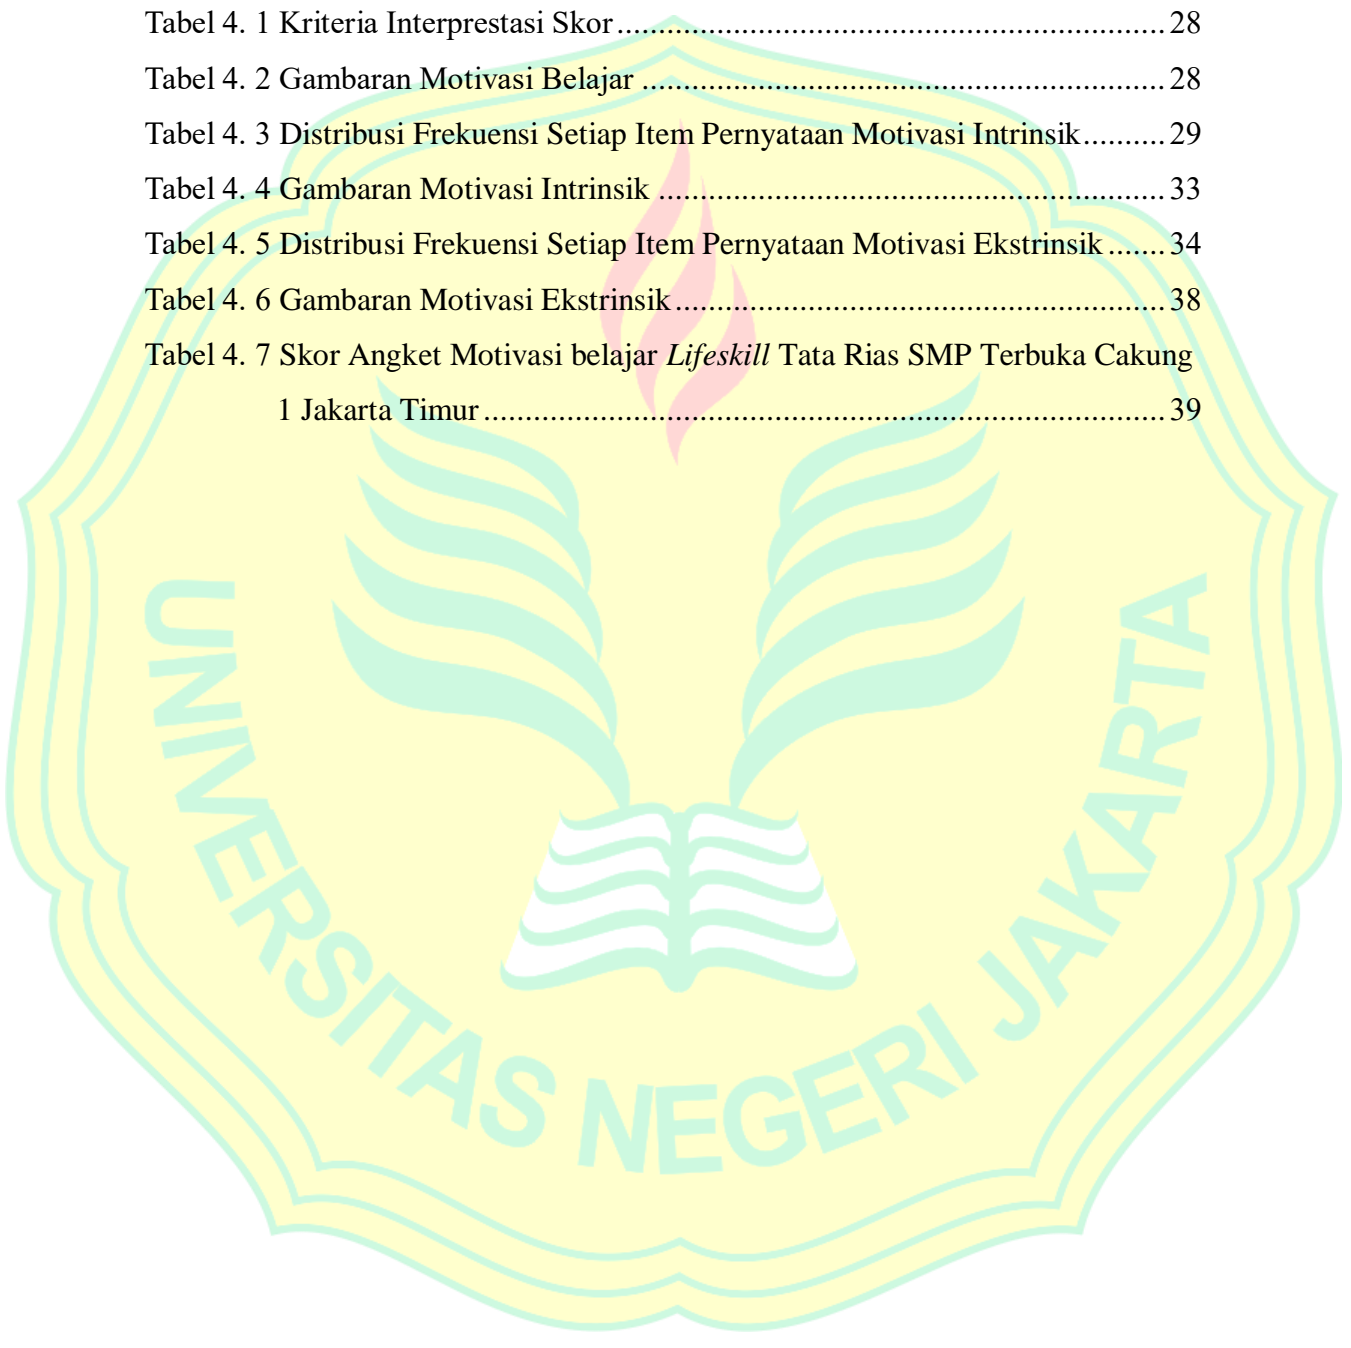 Tabel 4. 1 Kriteria Interprestasi Skor.................................................................. 28
Tabel 4. 2 Gambaran Motivasi Belajar ............................................................... 28
Tabel 4. 3 Distribusi Frekuensi Setiap Item Pernyataan Motivasi Intrinsik.......... 29
Tabel 4. 4 Gambaran Motivasi Intrinsik ............................................................. 33
Tabel 4. 5 Distribusi Frekuensi Setiap Item Pernyataan Motivasi Ekstrinsik ....... 34
Tabel 4. 6 Gambaran Motivasi Ekstrinsik........................................................... 38
Tabel 4. 7 Skor Angket Motivasi belajar Lifeskill Tata Rias SMP Terbuka Cakung
1 Jakarta Timur.................................................................................. 39
UNIVERSITAS NEGERI JAKARTA